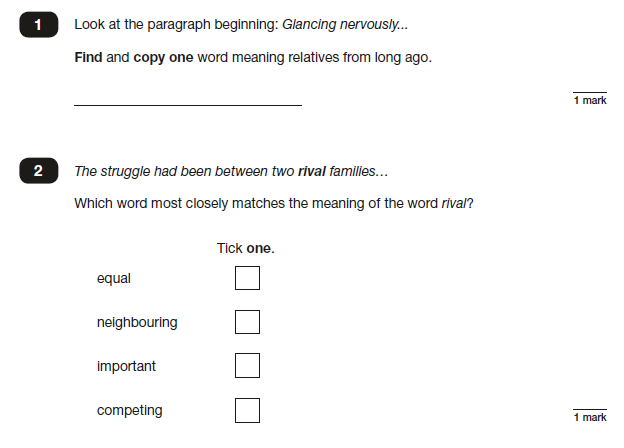 1 Look at the paragraph beginning: Glancing nervously...
Find and copy one word meaning relatives from long ago.
1 mark
2 The struggle had been between two rival families…
Which word most closely matches the meaning of the word rival?
Tick one.
equal
neighbouring
important
competing
1 mark